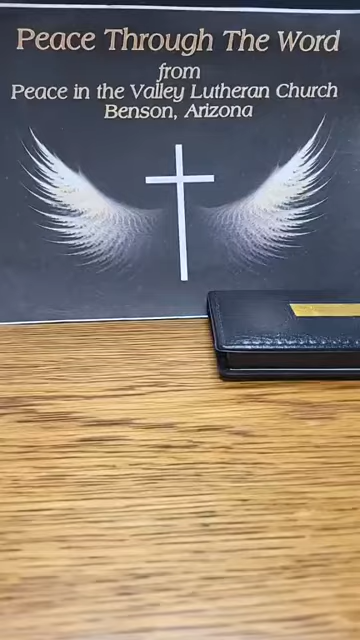 Peace Through The Word
from
Peace in the Valley Lutheran Church
Benson, Arizona